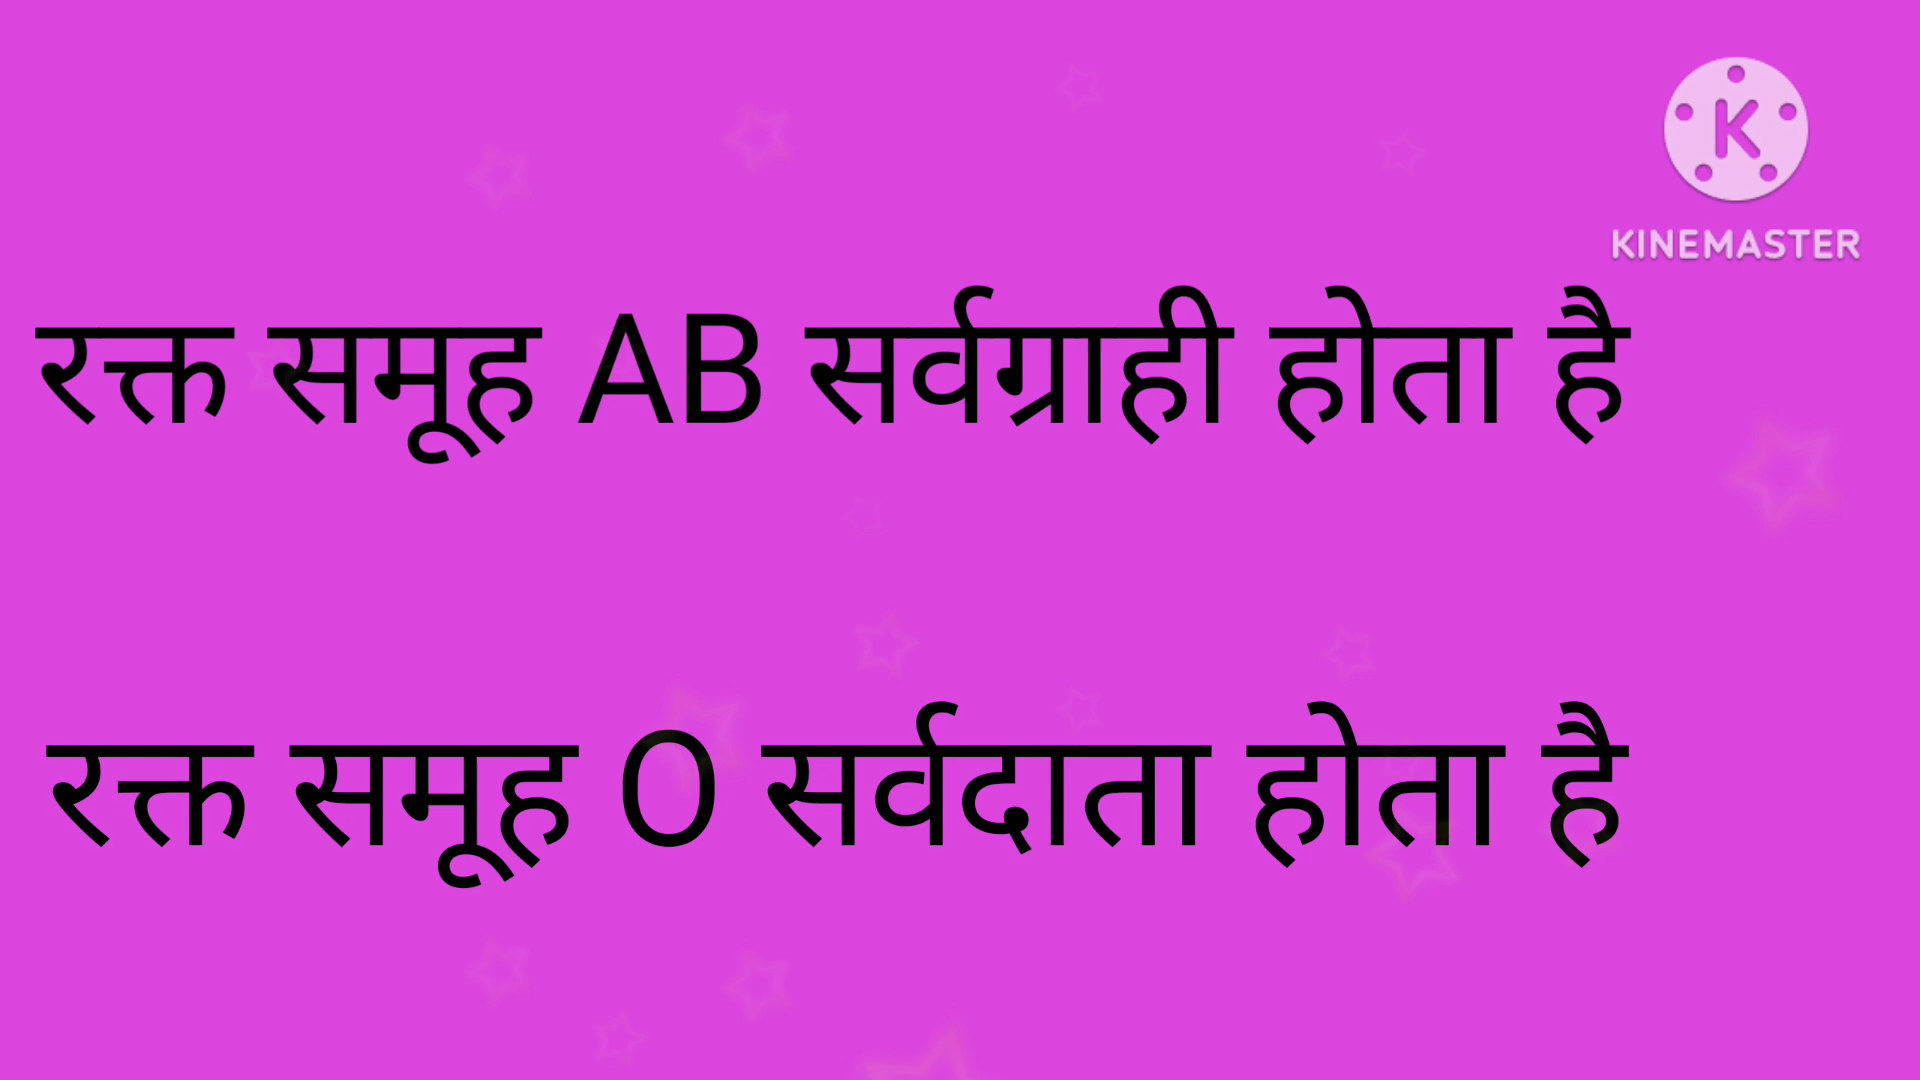 KINEMASTER
रक्त समूह AB सर्वग्राही होता है
रक्त समूह O सर्वदाता होता है